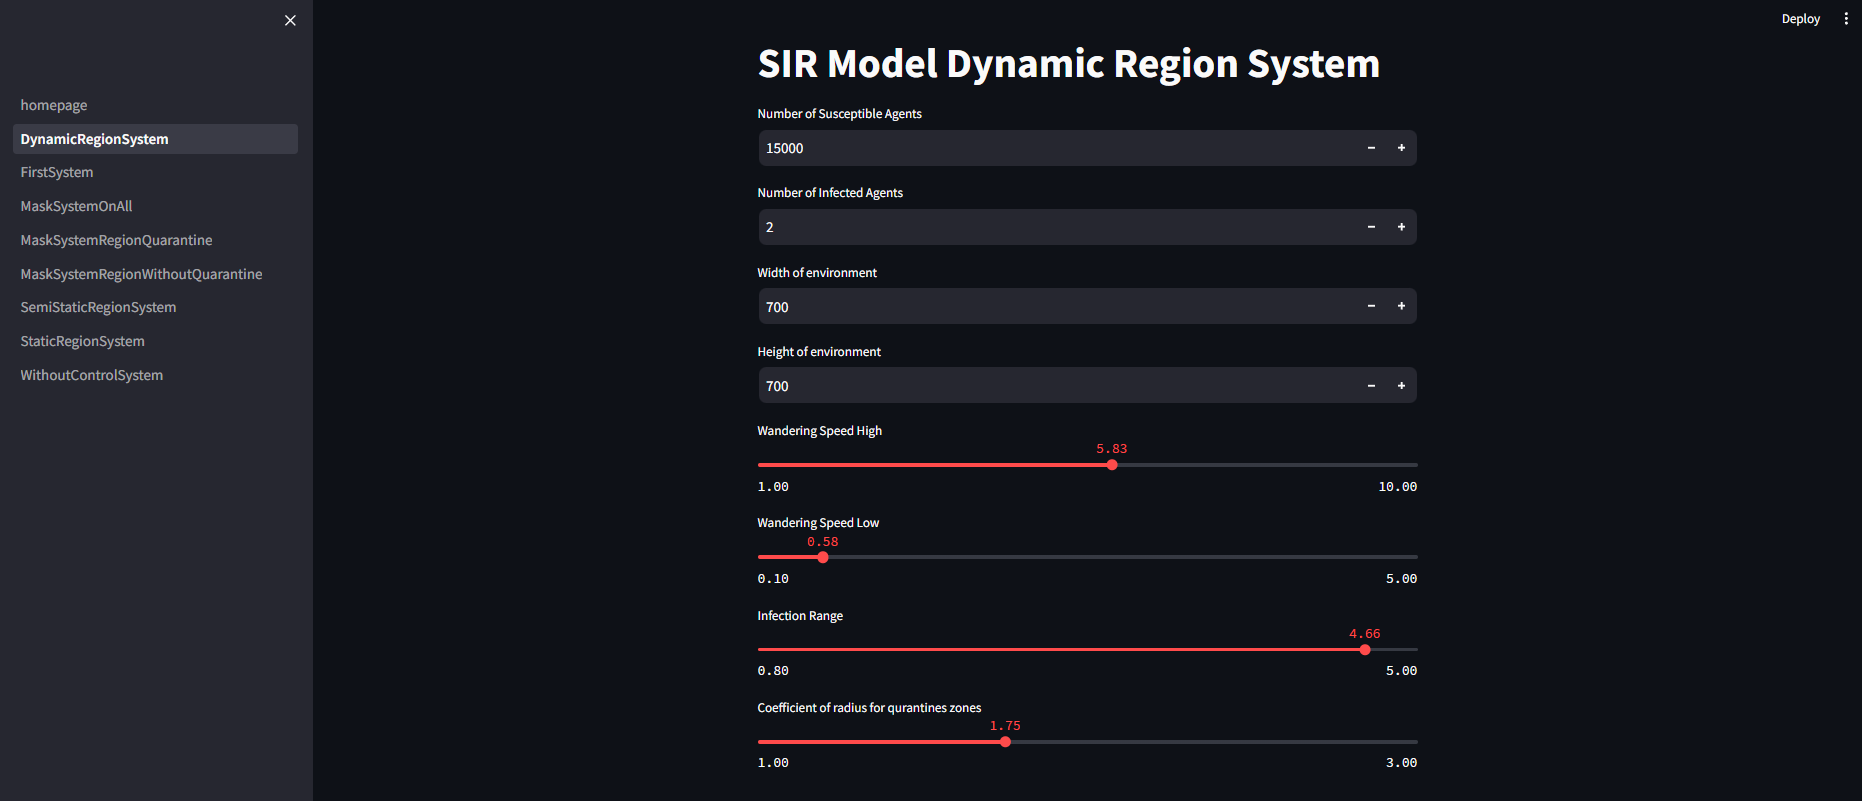 Deploy
homepage
DynamicRegionSystem
FirstSystem
MaskSystemOnAll
MaskSystemRegionQuarantine
MaskSystemRegionWithoutQuarantine
SemiStaticRegionSystem
StaticRegionSystem
WithoutControlSystem
SIR Model Dynamic Region System
Number of Susceptible Agents
15000
Number of Infected Agents
2
Width of environment
700
Height of environment
700
Wandering Speed High
5.83
1.00 10.00
Wandering Speed Low
0.58
0.10 5.00
Infection Range
4.66
0.80 5.00
Coefficient of radius for qurantines zones
1.75
1.00 3.00